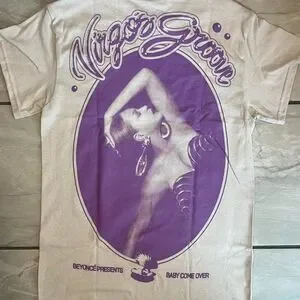 Virgo's Groove
BEYONCÉ PRESENTS
BABY COME OVER